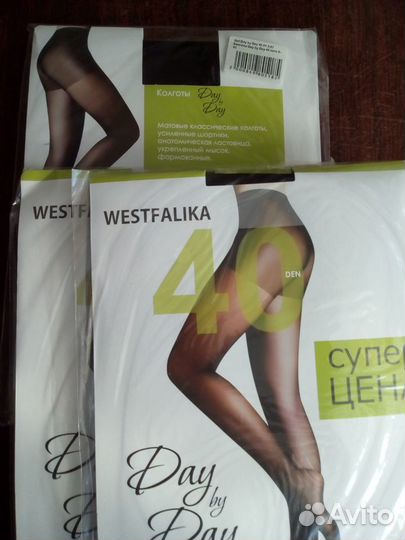 Колготы Day by Day
Матовые классические колготы,
усиленные шортики,
анатомическая ластовица,
укрепленный мысок,
формованные.
WESTFALIKA
WESTFALIKA
40
DEN
супе
ЦЕНА
Day
by
Day
Day
Avito